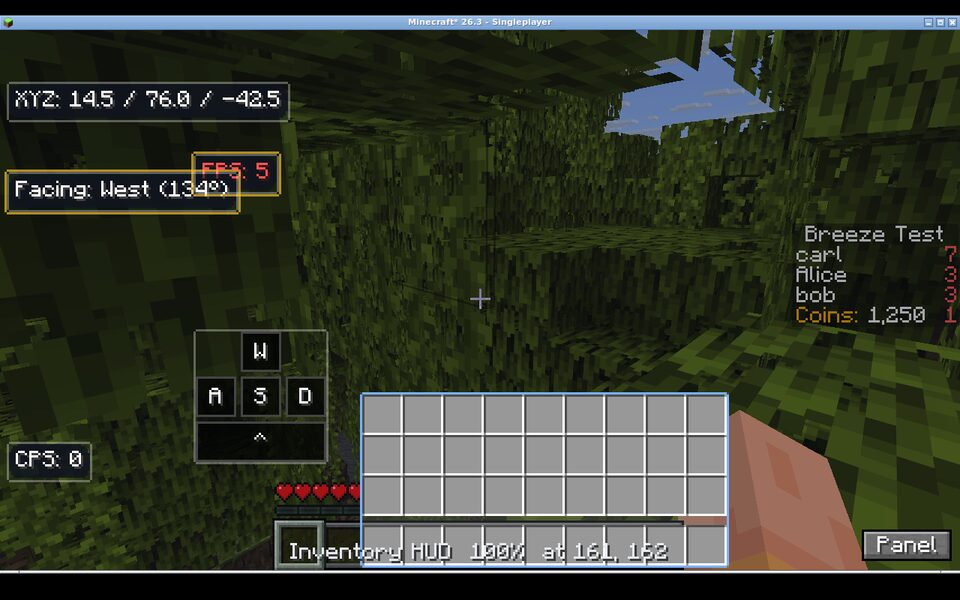 Minecraft* 26.3 - Singleplayer
XYZ: 14.5 / 76.0 / -42.5
FPS: 5
Facing: West (134°)
Breeze Test
carl 7
Alice 3
bob 3
Coins: 1,250 1
W
A S D
^
CPS: 0
Inventory HUD 100% at 161, 152
Panel